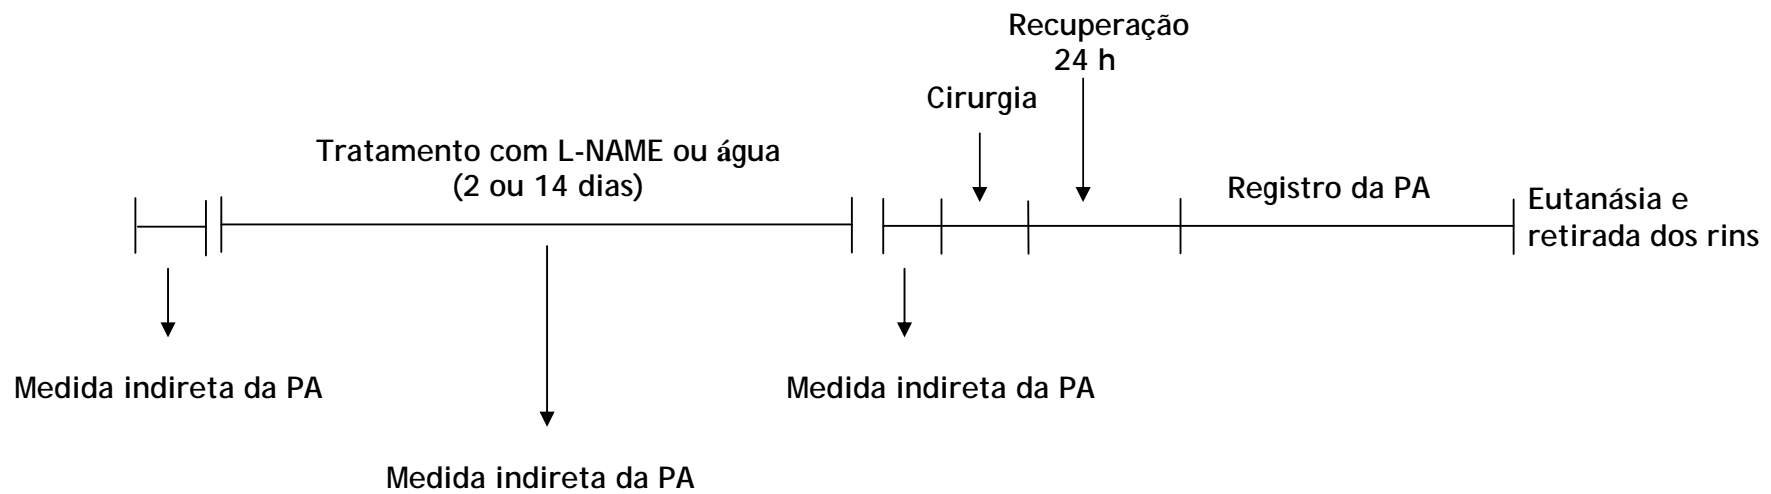 Recuperação
24 h
Cirurgia
Tratamento com L-NAME ou água
(2 ou 14 dias)
Registro da PA
Eutanásia e
retirada dos rins
Medida indireta da PA
Medida indireta da PA
Medida indireta da PA